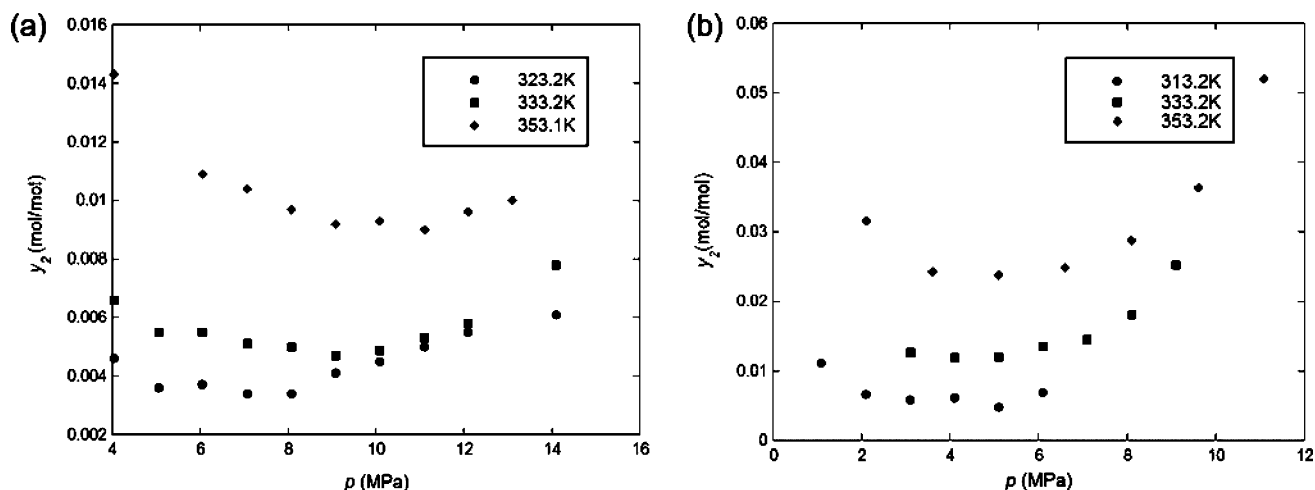 (a)
0.016
0.014
0.012
0.01
0.008
0.006
0.004
0.002
y2 (mol/mol)
4
6
8
10
12
14
16
p (MPa)
323.2K
333.2K
353.1K
(b)
0.06
0.05
0.04
0.03
0.02
0.01
0
y2(mol/mol)
0
2
4
6
8
10
12
p (MPa)
313.2K
333.2K
353.2K